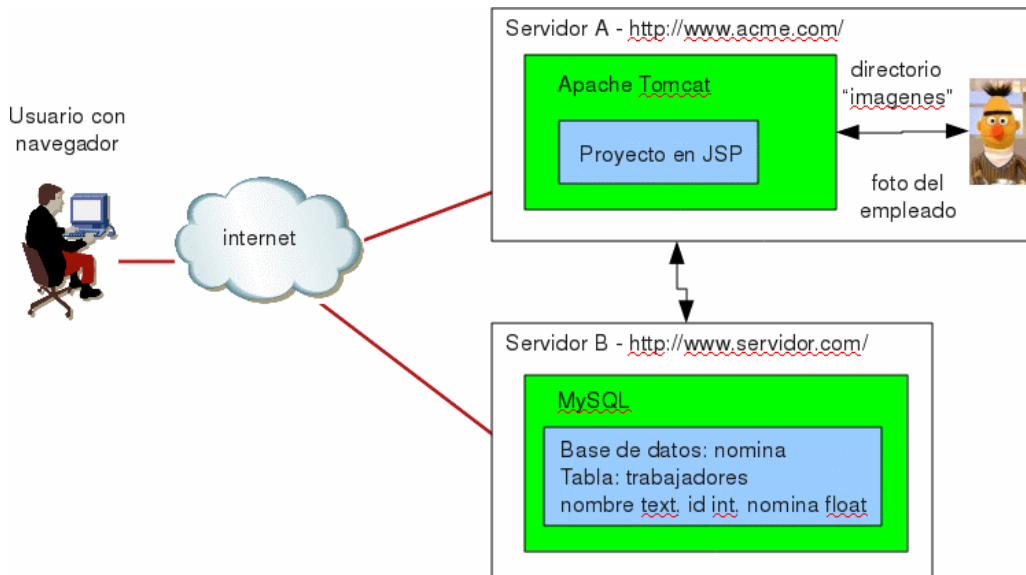 Usuario con
navegador
internet
Servidor A - http://www.acme.com/
Apache Tomcat
Proyecto en JSP
directorio
“imagenes”
foto del
empleado
Servidor B - http://www.servidor.com/
MySQL
Base de datos: nomina
Tabla: trabajadores
nombre text, id int, nomina float